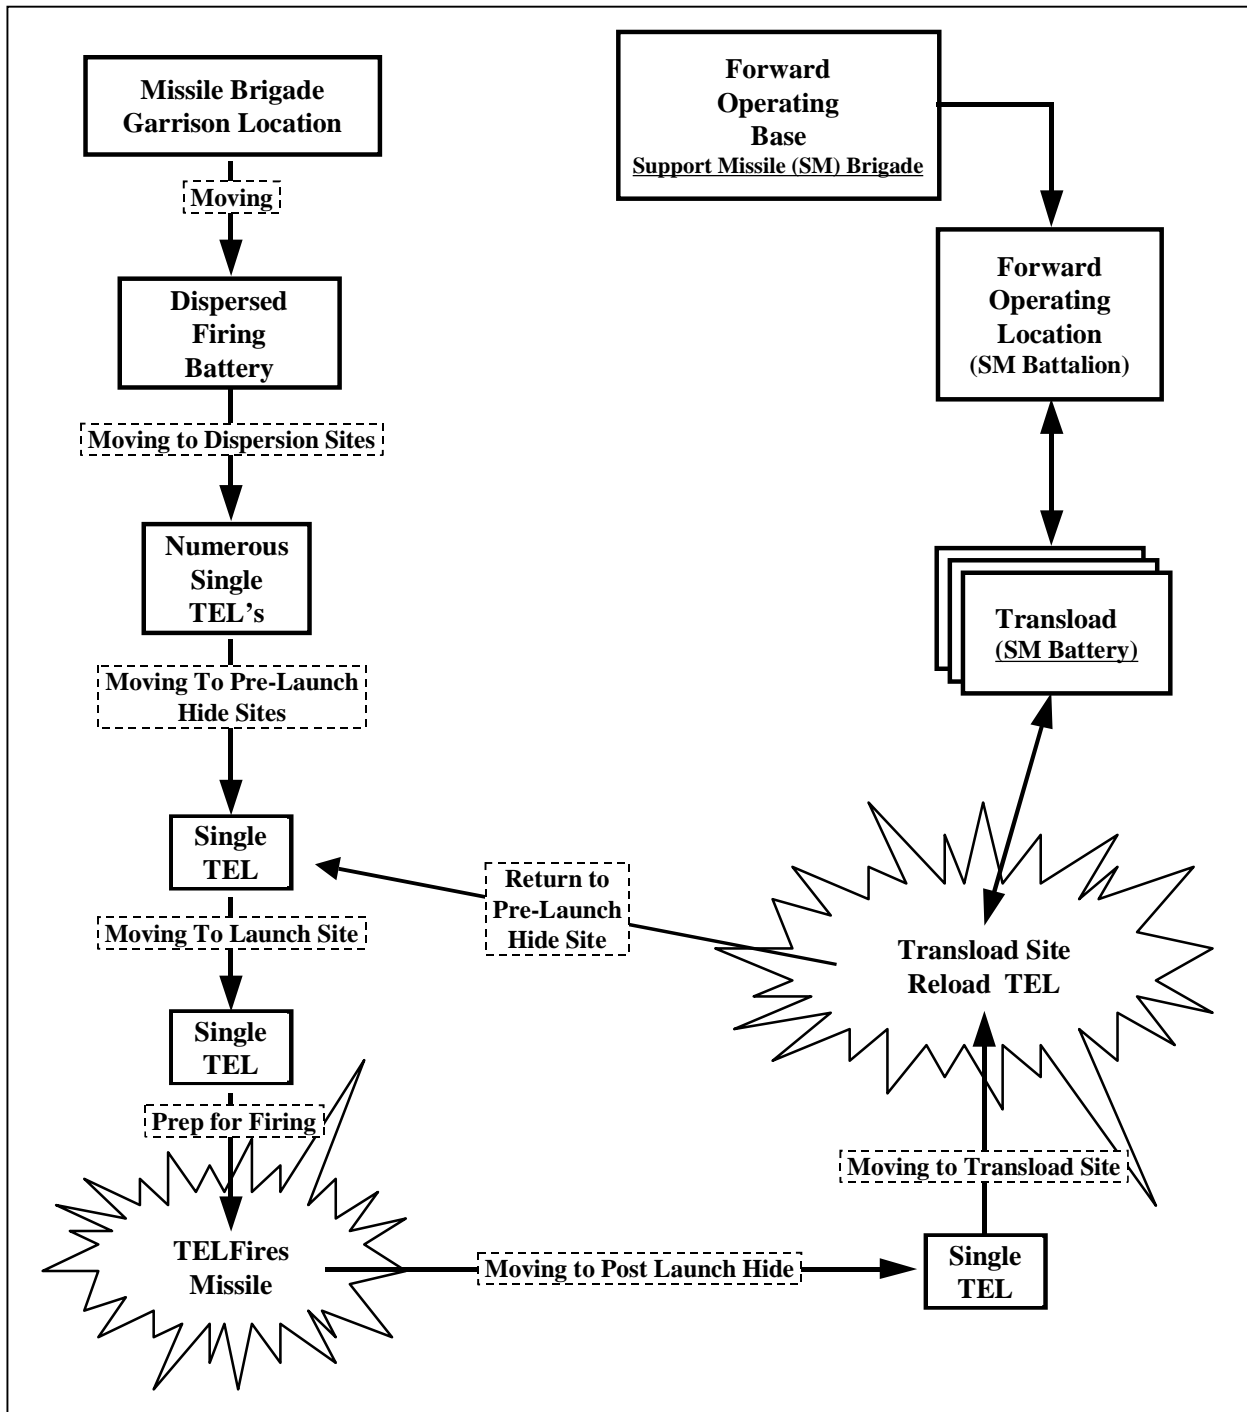 Missile Brigade
Garrison Location
Moving
Dispersed
Firing
Battery
Moving to Dispersion Sites
Numerous
Single
TEL's
Moving To Pre-Launch
Hide Sites
Single
TEL
Moving To Launch Site
Single
TEL
Prep for Firing
TELFires
Missile
Moving to Post Launch Hide
Single
TEL
Moving to Transload Site
Transload Site
Reload TEL
Return to
Pre-Launch
Hide Site
Forward
Operating
Base
Support Missile (SM) Brigade
Forward
Operating
Location
(SM Battalion)
Transload
(SM Battery)